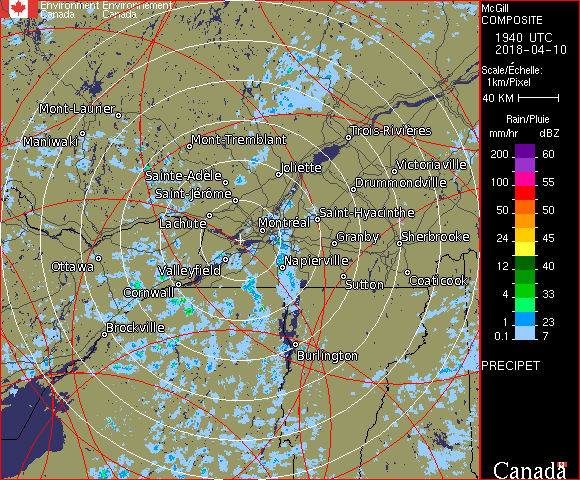 Environment Environnement
Canada Canada
McGill
COMPOSITE
1940 UTC
2018-04-10
Scale/Échelle:
1km/Pixel
40 KM
Rain/Pluie
mm/hr dBZ
200 60
100 55
50 50
24 45
12 40
4 33
1 23
0.1 7
PRECIPET
Canada
Mont-Laurier
Maniwaki
Mont-Tremblant
Trois-Rivières
Victoriaville
Joliette
Sainte-Adèle
Drummondville
Saint-Jérôme
Saint-Hyacinthe
Lachute
Montréal
Granby
Sherbrooke
Ottawa
Valleyfield
Napierville
Sutton
Coaticook
Cornwall
Brockville
Burlington